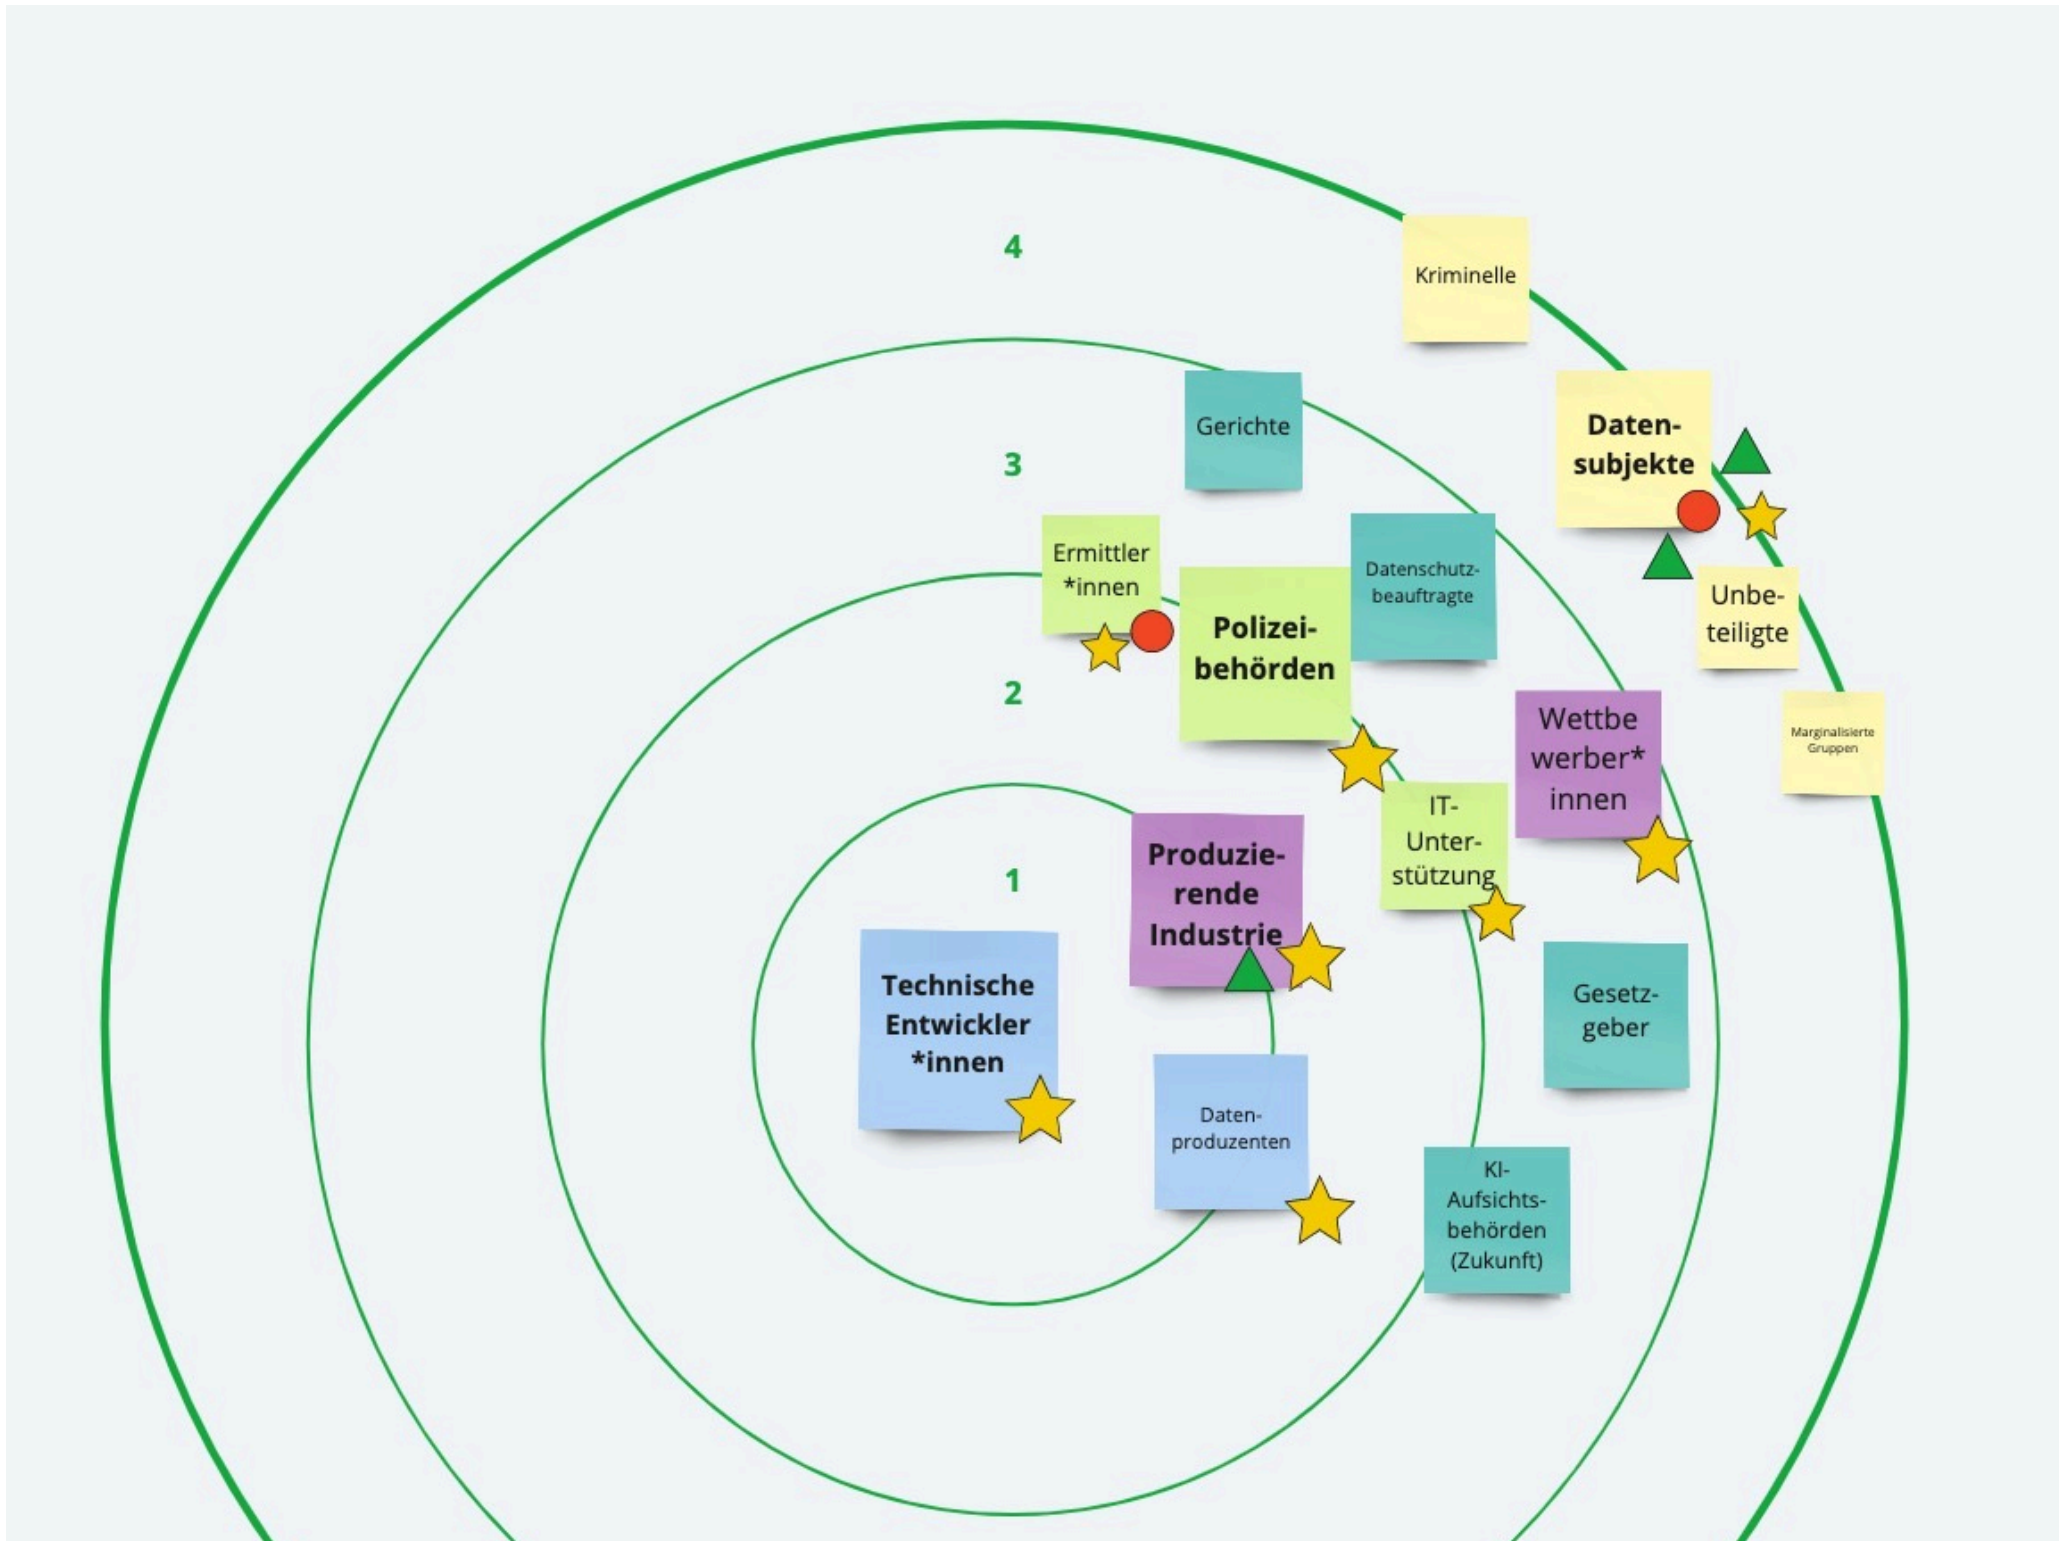 4
Kriminelle
Gerichte
Daten-
subjekte
3
Ermittler
*innen
Datenschutz-
beauftragte
Unbe-
teiligte
Polizei-
behörden
2
Wettbe
werber*
innen
Marginalisierte
Gruppen
IT-
Unter-
stützung
1
Produzie-
rende
Industrie
Technische
Entwickler
*innen
Gesetz-
geber
Daten-
produzenten
KI-
Aufsichts-
behörden
(Zukunft)